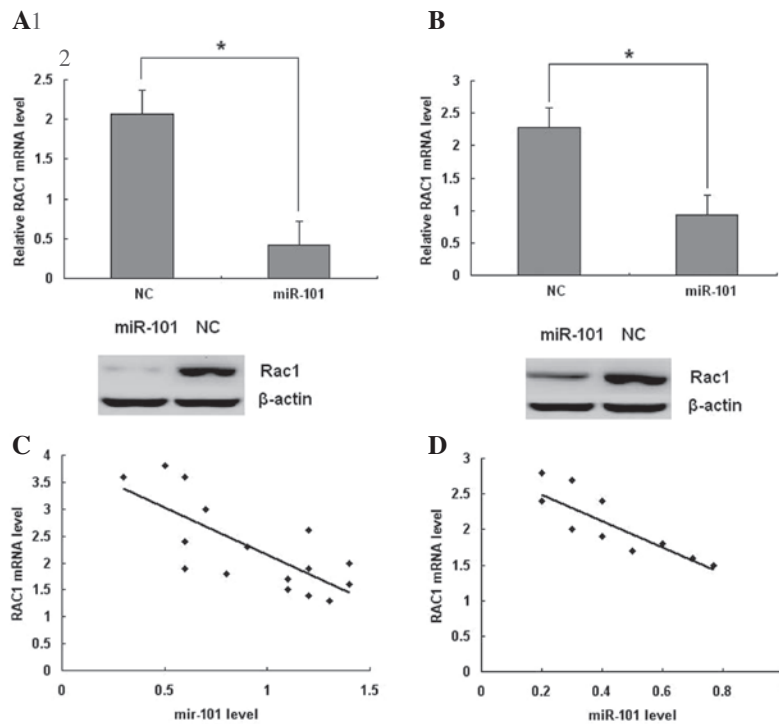 A1
2
*
Relative RAC1 mRNA level
2.5
2
1.5
1
0.5
0
NC miR-101
miR-101 NC
Rac1
β-actin
B
*
Relative RAC1 mRNA level
3
2.5
2
1.5
1
0.5
0
NC miR-101
miR-101 NC
Rac1
β-actin
C
RAC1 mRNA level
4
3.5
3
2.5
2
1.5
1
0.5
0
0 0.5 1 1.5
mir-101 level
D
RAC1 mRNA level
3
2.5
2
1.5
1
0.5
0
0 0.2 0.4 0.6 0.8
miR-101 level